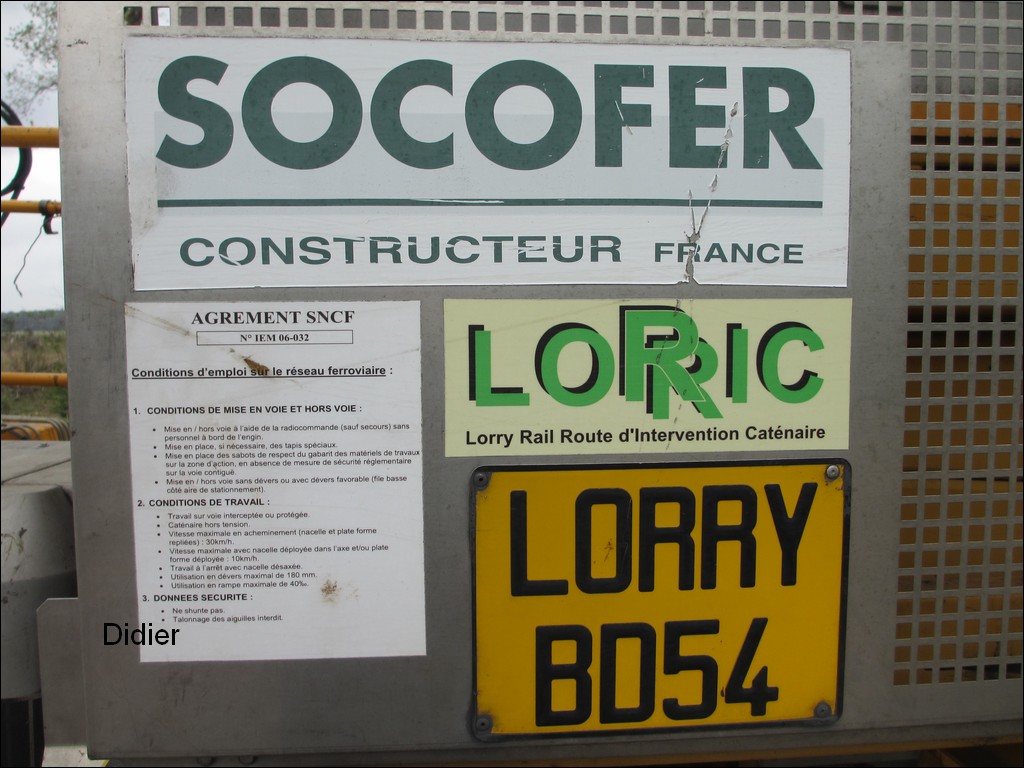 SOCOFER
CONSTRUCTEUR FRANCE
AGREMENT SNCF
N° IEM 06-032
Conditions d'emploi sur le réseau ferroviaire :
1. CONDITIONS DE MISE EN VOIE ET HORS VOIE :
• Mise en / hors voie à l'aide de la radiocommande (sauf secours) sans
personnel à bord de l'engin.
• Mise en place, si nécessaire, des tapis spéciaux.
• Mise en place des sabots de respect du gabarit des matériels de travaux
sur la zone d'action, en absence de mesure de sécurité réglementaire
sur la voie contiguë.
• Mise en / hors voie sans dévers ou avec dévers favorable (file basse
côté aire de stationnement).
2. CONDITIONS DE TRAVAIL :
• Travail sur voie interceptée ou protégée.
• Caténaire hors tension.
• Vitesse maximale en acheminement (nacelle et plate forme
repliées) : 30km/h.
• Vitesse maximale avec nacelle déployée dans l'axe et/ou plate
forme déployée : 10km/h.
• Travail à l'arrêt avec nacelle désaxée.
• Utilisation en dévers maximal de 180 mm.
• Utilisation en rampe maximale de 40‰.
3. DONNEES SECURITE :
• Ne shunte pas.
• Talonnage des aiguilles interdit.
LORRIC
Lorry Rail Route d'Intervention Caténaire
LORRY
BD54
Didier